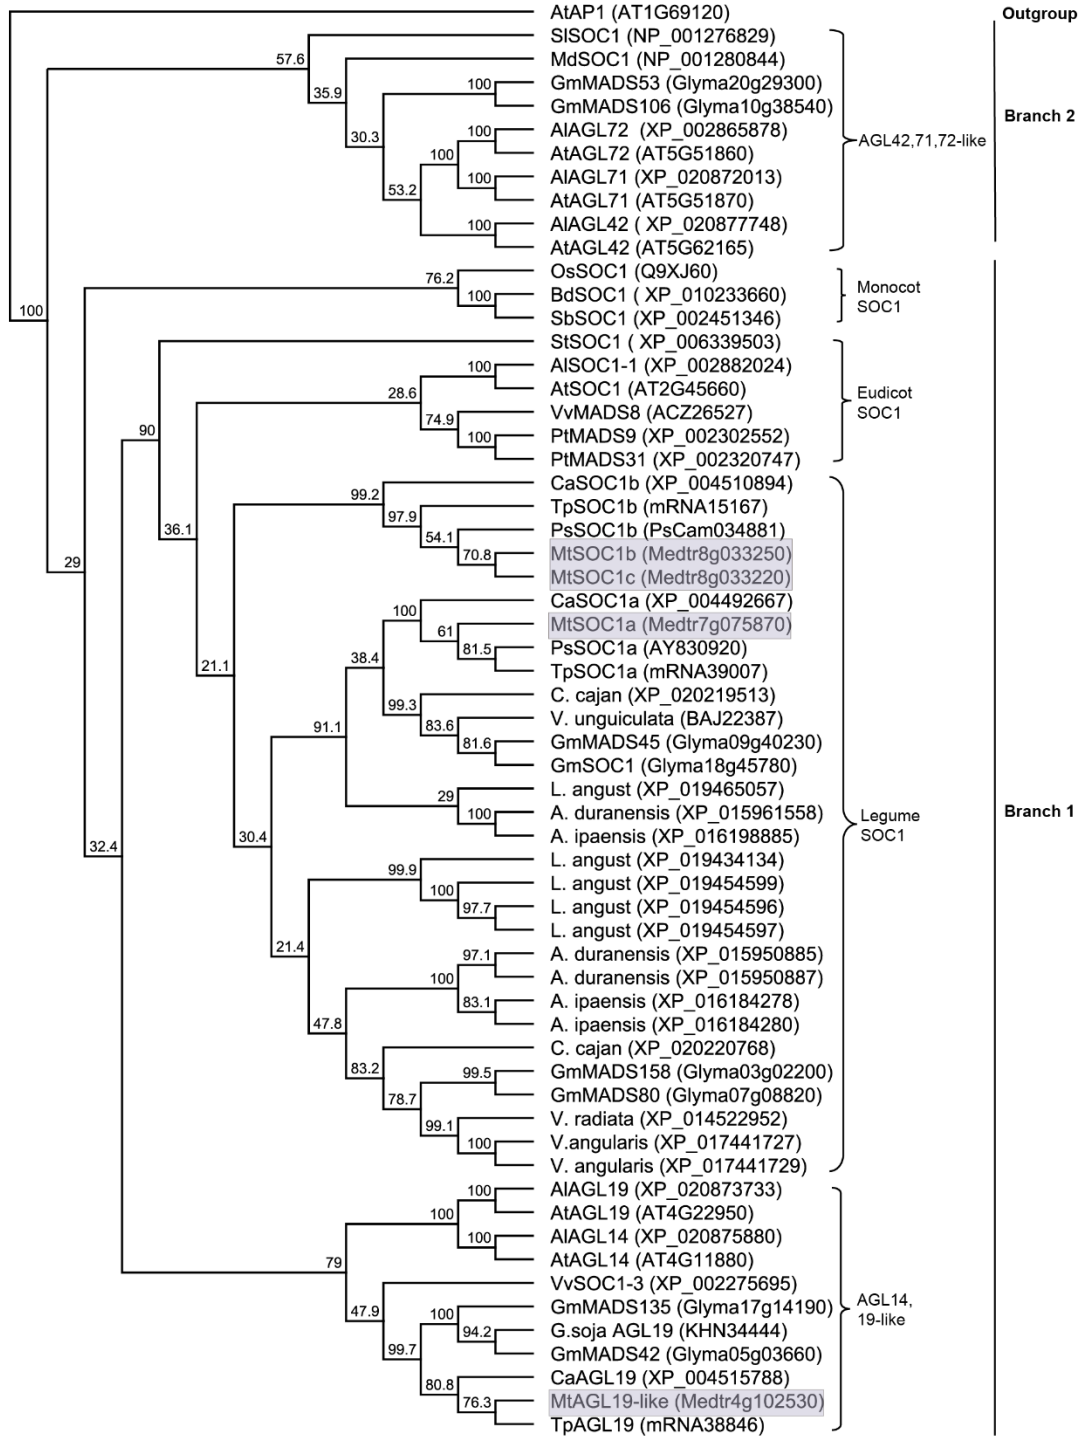 AtAP1 (AT1G69120)
Outgroup
SlSOC1 (NP_001276829)
57.6
MdSOC1 (NP_001280844)
35.9
GmMADS53 (Glyma20g29300)
100
GmMADS106 (Glyma10g38540)
Branch 2
30.3
AlAGL72 (XP_002865878)
100
AGL42,71,72-like
AtAGL72 (AT5G51860)
100
AlAGL71 (XP_020872013)
100
AtAGL71 (AT5G51870)
53.2
AlAGL42 ( XP_020877748)
100
AtAGL42 (AT5G62165)
OsSOC1 (Q9XJ60)
76.2
BdSOC1 ( XP_010233660)
100
Monocot
SOC1
SbSOC1 (XP_002451346)
100
StSOC1 ( XP_006339503)
AlSOC1-1 (XP_002882024)
100
AtSOC1 (AT2G45660)
28.6
Eudicot
SOC1
VvMADS8 (ACZ26527)
74.9
PtMADS9 (XP_002302552)
100
90
PtMADS31 (XP_002320747)
CaSOC1b (XP_004510894)
99.2
TpSOC1b (mRNA15167)
97.9
PsSOC1b (PsCam034881)
36.1
54.1
MtSOC1b (Medtr8g033250)
70.8
29
MtSOC1c (Medtr8g033220)
CaSOC1a (XP_004492667)
100
MtSOC1a (Medtr7g075870)
61
PsSOC1a (AY830920)
81.5
38.4
TpSOC1a (mRNA39007)
21.1
C. cajan (XP_020219513)
99.3
V. unguiculata (BAJ22387)
83.6
91.1
GmMADS45 (Glyma09g40230)
81.6
GmSOC1 (Glyma18g45780)
L. angust (XP_019465057)
29
A. duranensis (XP_015961558)
100
Branch 1
Legume
SOC1
A. ipaensis (XP_016198885)
30.4
32.4
L. angust (XP_019434134)
99.9
L. angust (XP_019454599)
100
L. angust (XP_019454596)
97.7
L. angust (XP_019454597)
21.4
A. duranensis (XP_015950885)
97.1
A. duranensis (XP_015950887)
100
A. ipaensis (XP_016184278)
83.1
A. ipaensis (XP_016184280)
47.8
C. cajan (XP_020220768)
83.2
GmMADS158 (Glyma03g02200)
99.5
GmMADS80 (Glyma07g08820)
78.7
V. radiata (XP_014522952)
99.1
V.angularis (XP_017441727)
100
V. angularis (XP_017441729)
AlAGL19 (XP_020873733)
100
AtAGL19 (AT4G22950)
100
AlAGL14 (XP_020875880)
100
AtAGL14 (AT4G11880)
79
VvSOC1-3 (XP_002275695)
47.9
GmMADS135 (Glyma17g14190)
100
AGL14,
19-like
G.soja AGL19 (KHN34444)
94.2
GmMADS42 (Glyma05g03660)
99.7
CaAGL19 (XP_004515788)
80.8
MtAGL19-like (Medtr4g102530)
76.3
TpAGL19 (mRNA38846)